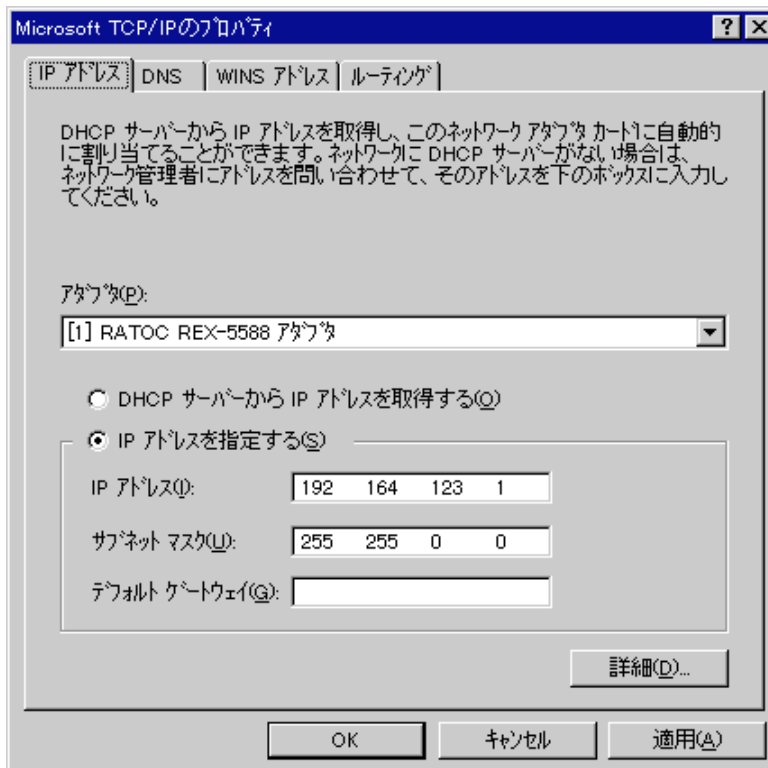 Microsoft TCP/IPのプロパティ
IP アドレス DNS WINS アドレス ルーティング
DHCP サーバーから IP アドレスを取得し、このネットワーク アダプタ カードに自動的
に割り当てることができます。ネットワークに DHCP サーバーがない場合は、
ネットワーク管理者にアドレスを問い合わせて、そのアドレスを下のボックスに入力し
てください。
アダプタ(P):
[1] RATOC REX-5588 アダプタ
DHCP サーバーから IP アドレスを取得する(O)
IP アドレスを指定する(S)
IP アドレス(I): 192 164 123 1
サブネット マスク(U): 255 255 0 0
デフォルト ゲートウェイ(G):
詳細(D)...
OK キャンセル 適用(A)